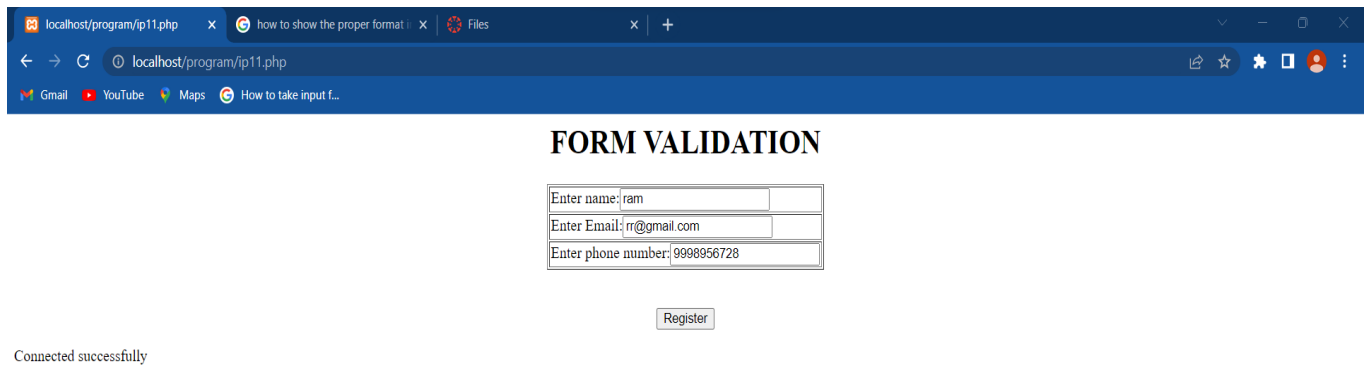 localhost/program/ip11.php
how to show the proper format i
Files
localhost/program/ip11.php
Gmail YouTube Maps How to take input f...
FORM VALIDATION
Enter name: ram
Enter Email: rr@gmail.com
Enter phone number: 9998956728
Register
Connected successfully